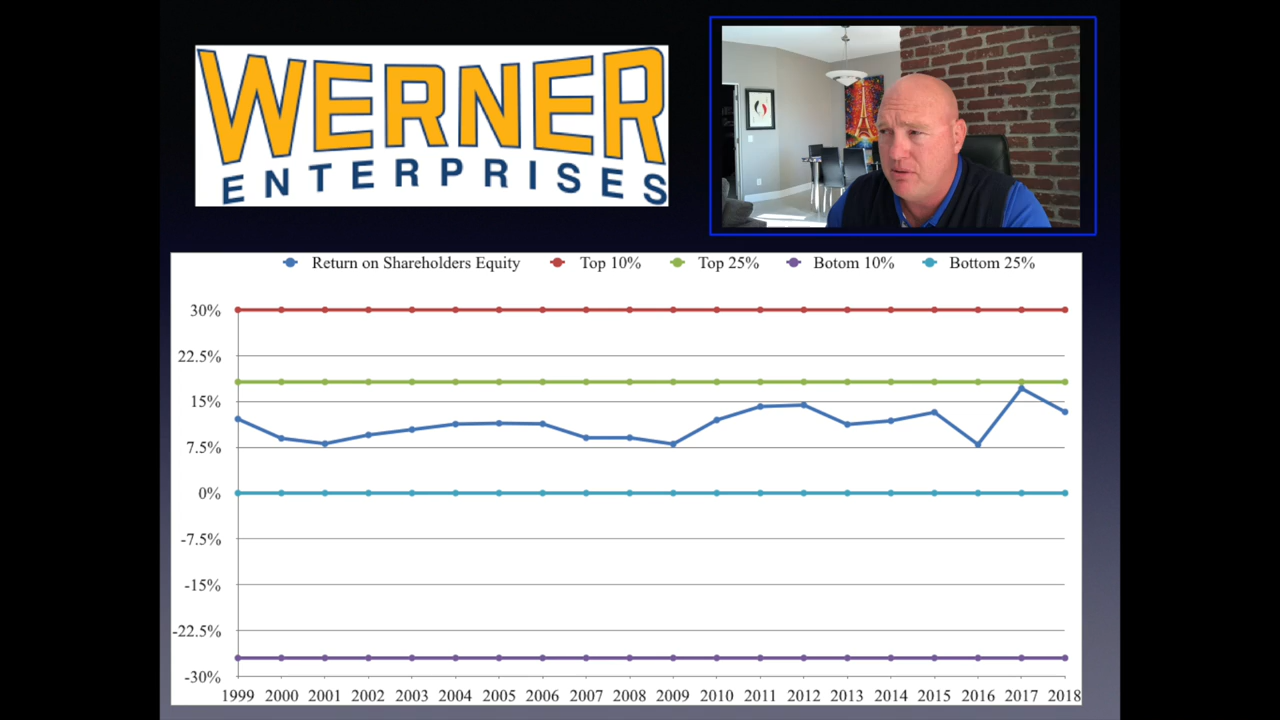 WERNER
ENTERPRISES
Return on Shareholders Equity Top 10% Top 25% Botom 10% Bottom 25%
30%
22.5%
15%
7.5%
0%
-7.5%
-15%
-22.5%
-30%
1999 2000 2001 2002 2003 2004 2005 2006 2007 2008 2009 2010 2011 2012 2013 2014 2015 2016 2017 2018